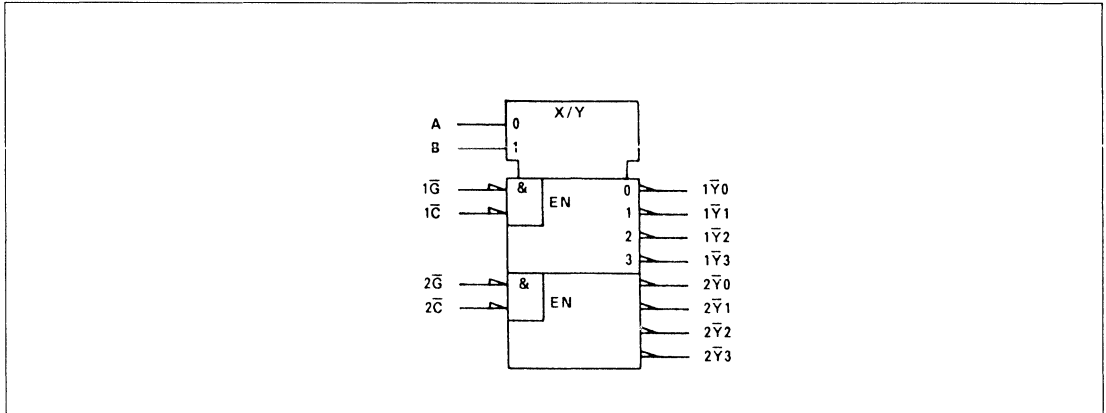 X/Y
A 0
B 1
1G̅ & 0 1Y̅0
EN
1C̅ 1 1Y̅1
2 1Y̅2
3 1Y̅3
2G̅ & 2Y̅0
EN
2C̅ 2Y̅1
2Y̅2
2Y̅3